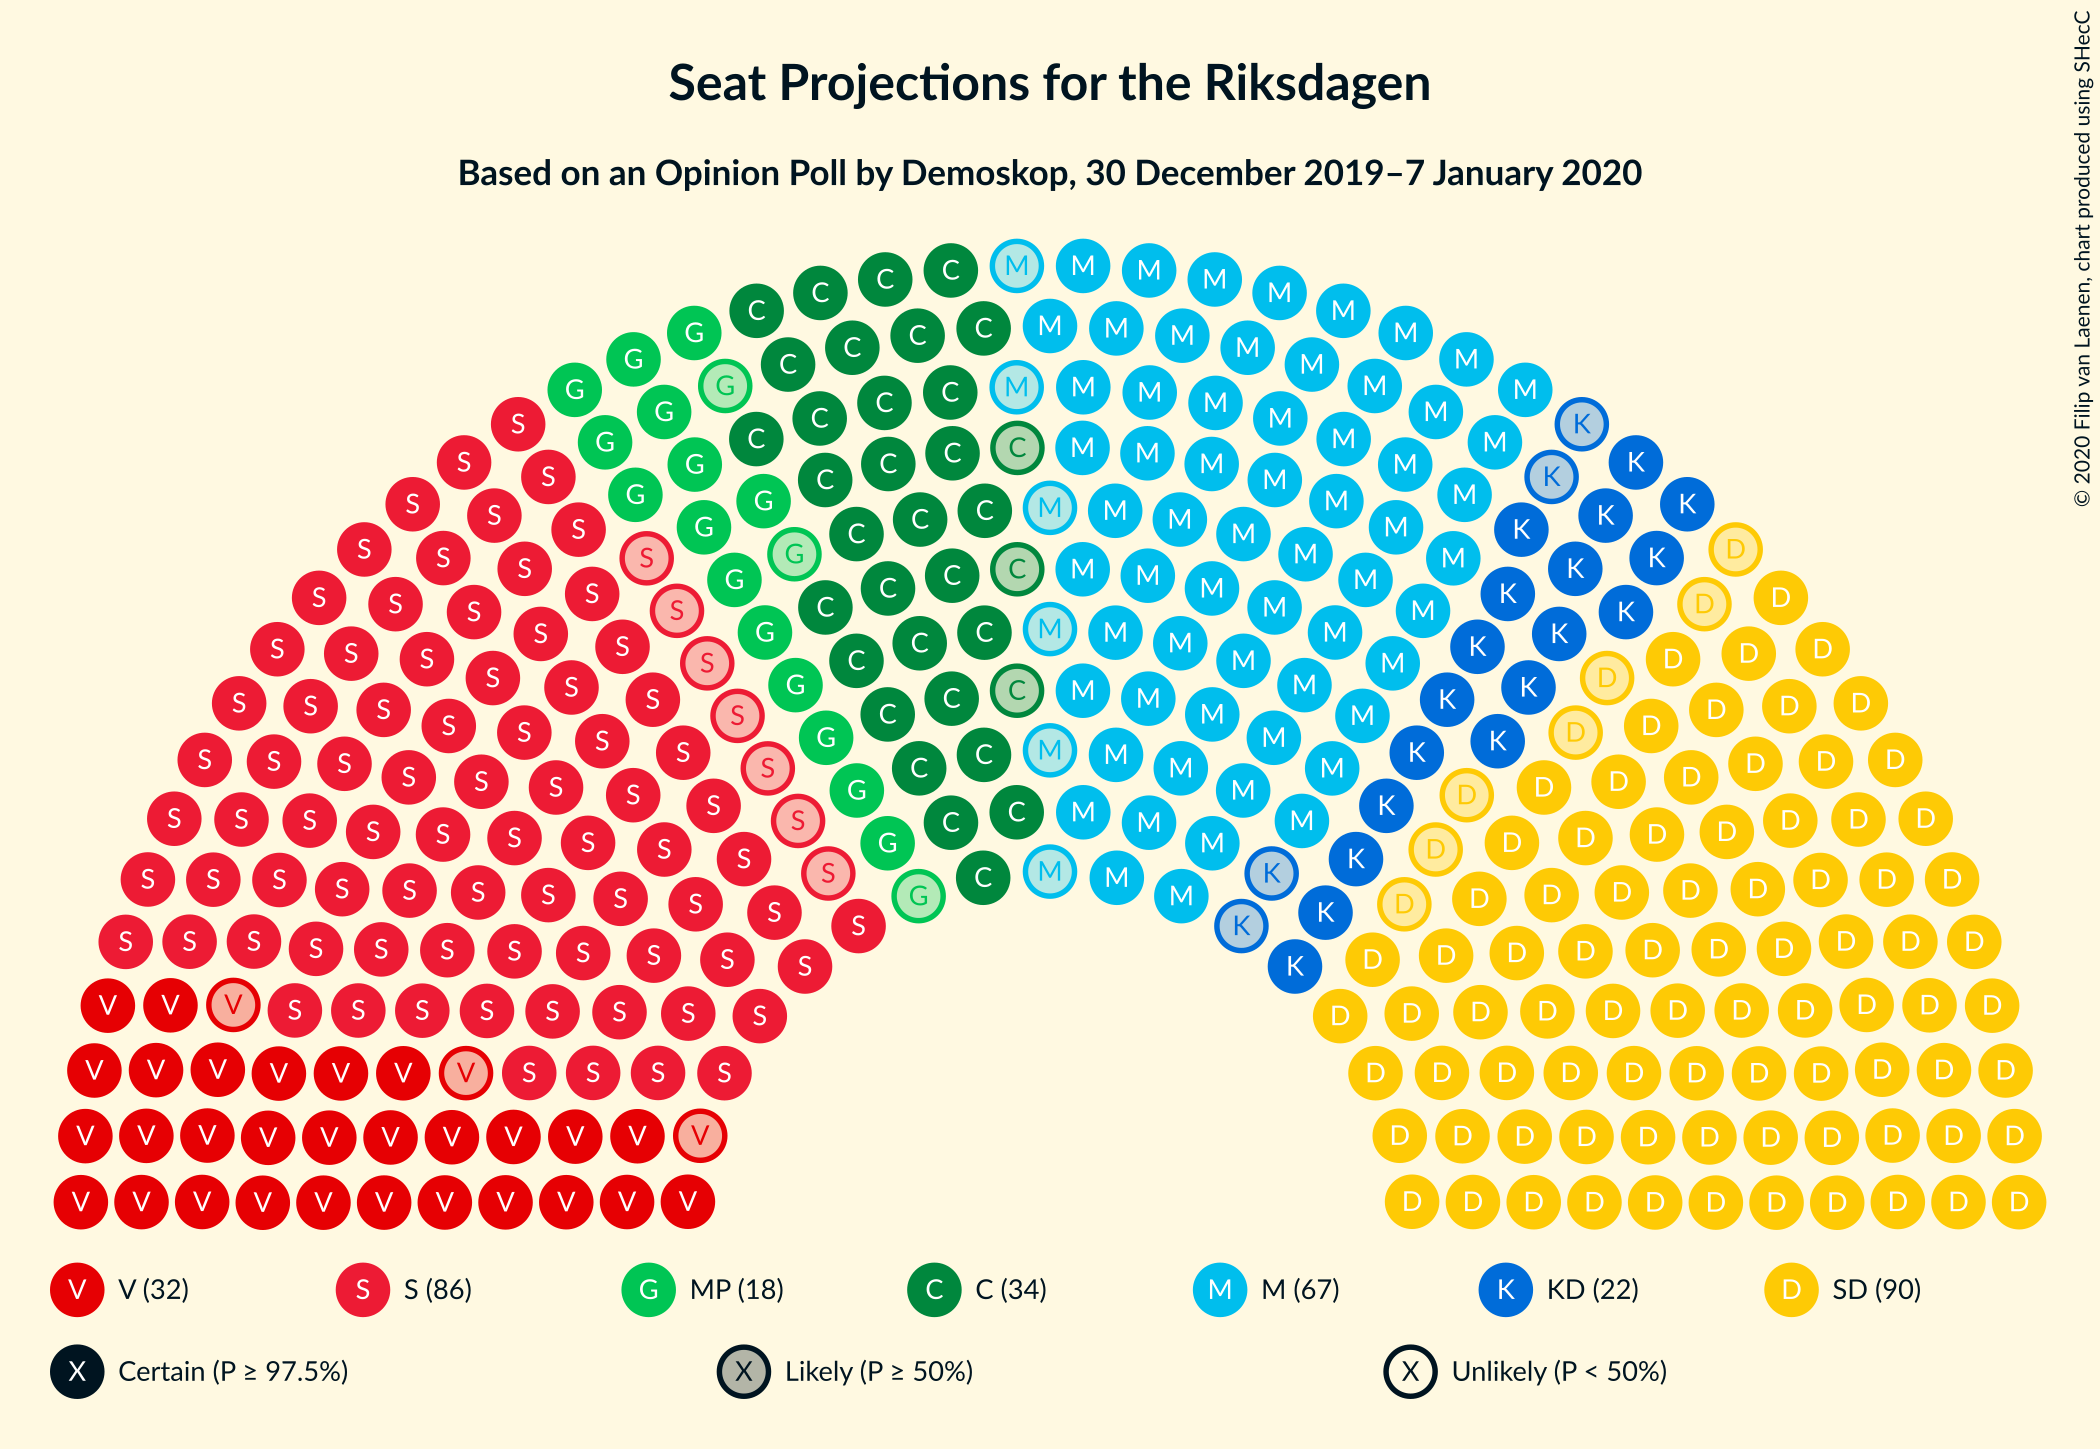 Seat Projections for the Riksdagen
Based on an Opinion Poll by Demoskop, 30 December 2019–7 January 2020
© 2020 Filip van Laenen, chart produced using SHecC
V V (32) S S (86) G MP (18) C C (34) M M (67) K KD (22) D SD (90)
X Certain (P ≥ 97.5%) X Likely (P ≥ 50%) X Unlikely (P < 50%)